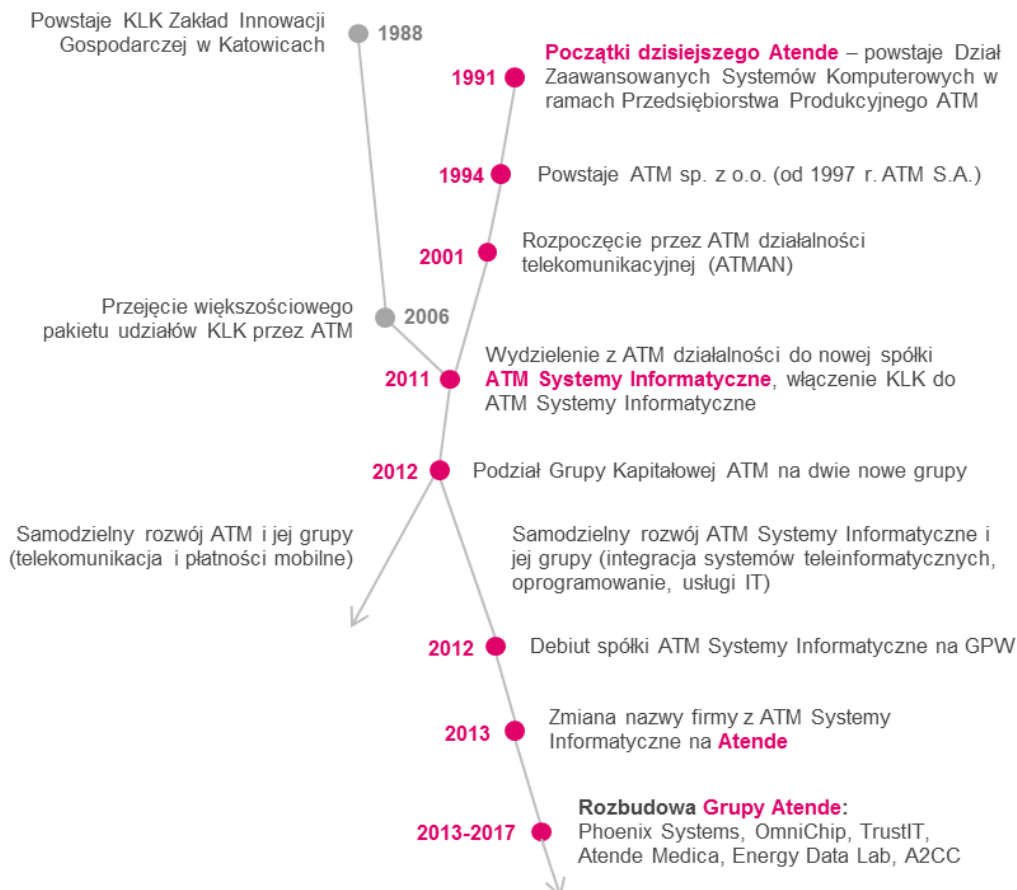 Powstaje KLK Zakład Innowacji
Gospodarczej w Katowicach
1988
1991
Początki dzisiejszego Atende – powstaje Dział
Zaawansowanych Systemów Komputerowych w
ramach Przedsiębiorstwa Produkcyjnego ATM
1994
Powstaje ATM sp. z o.o. (od 1997 r. ATM S.A.)
2001
Rozpoczęcie przez ATM działalności
telekomunikacyjnej (ATMAN)
Przejęcie większościowego
pakietu udziałów KLK przez ATM
2006
2011
Wydzielenie z ATM działalności do nowej spółki
ATM Systemy Informatyczne, włączenie KLK do
ATM Systemy Informatyczne
2012
Podział Grupy Kapitałowej ATM na dwie nowe grupy
Samodzielny rozwój ATM i jej grupy
(telekomunikacja i płatności mobilne)
Samodzielny rozwój ATM Systemy Informatyczne i
jej grupy (integracja systemów teleinformatycznych,
oprogramowanie, usługi IT)
2012
Debiut spółki ATM Systemy Informatyczne na GPW
2013
Zmiana nazwy firmy z ATM Systemy
Informatyczne na Atende
2013-2017
Rozbudowa Grupy Atende:
Phoenix Systems, OmniChip, TrustIT,
Atende Medica, Energy Data Lab, A2CC